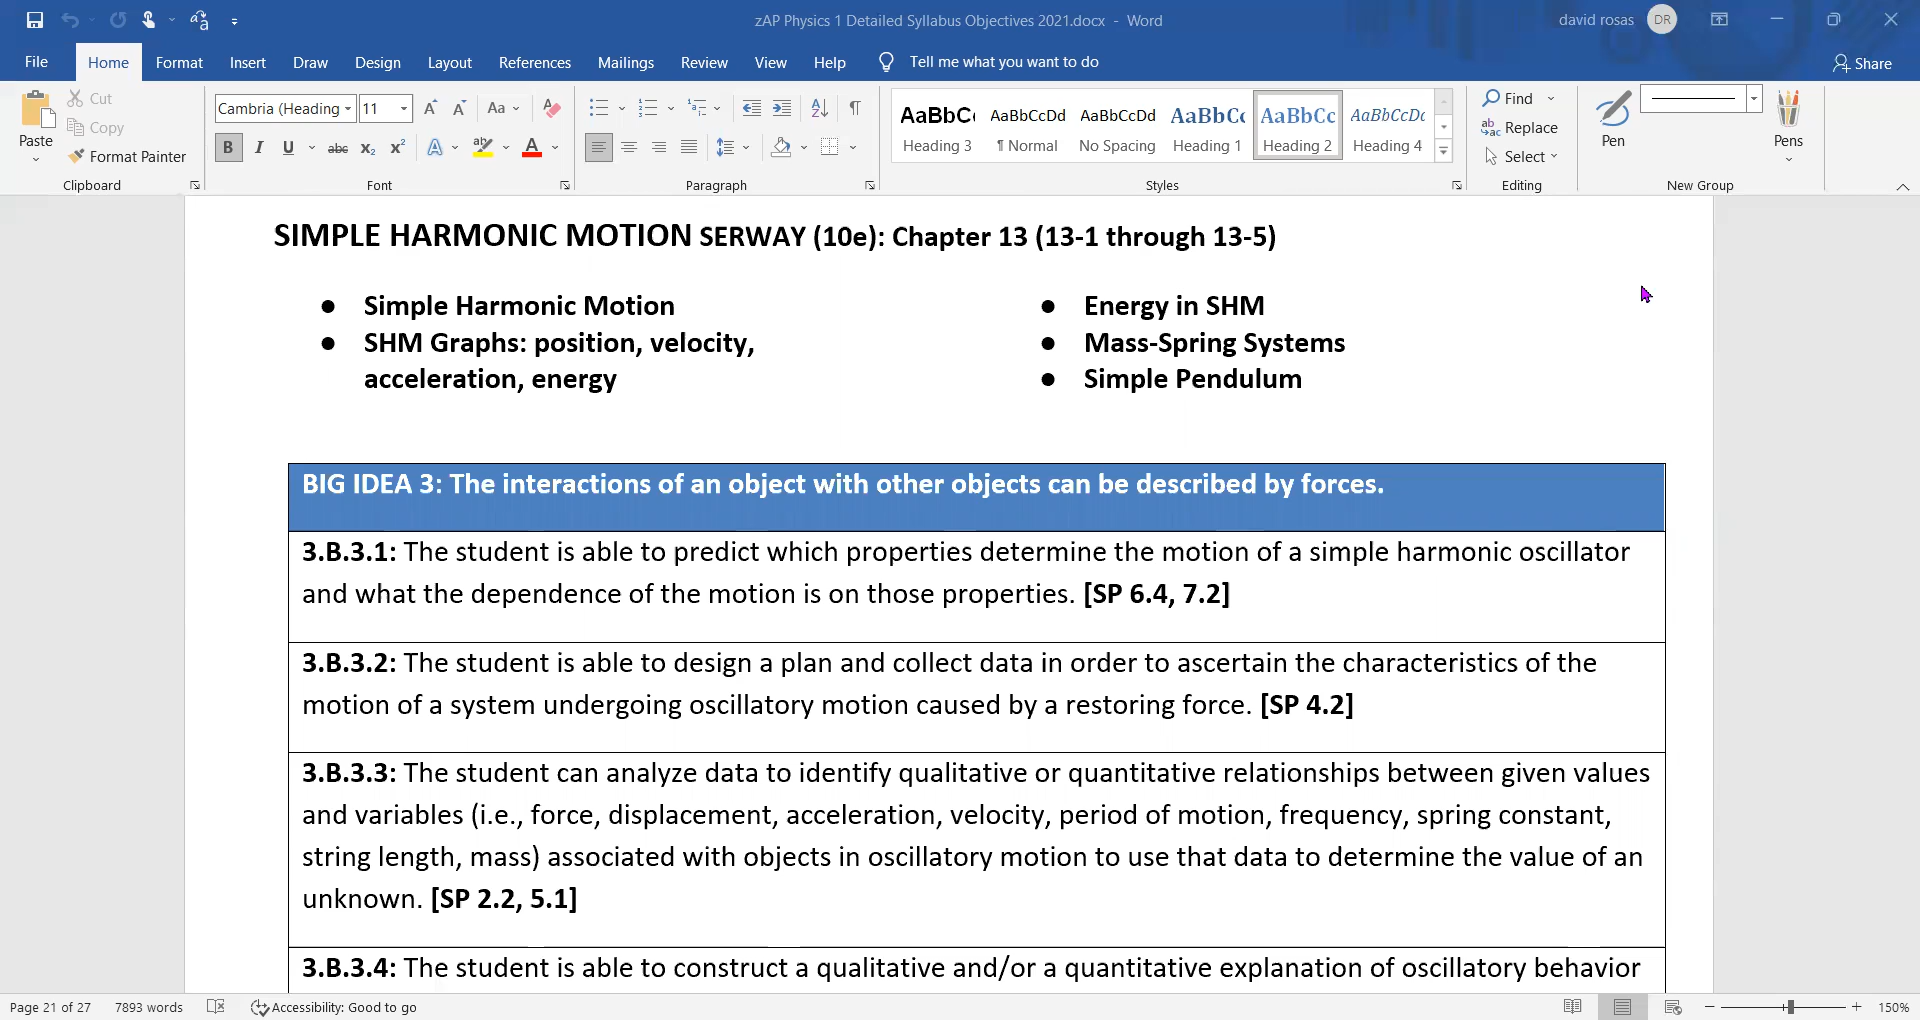 zAP Physics 1 Detailed Syllabus Objectives 2021.docx - Word
david rosas
DR
File
Home
Format
Insert
Draw
Design
Layout
References
Mailings
Review
View
Help
Tell me what you want to do
Share
Paste
Cut
Copy
Format Painter
Clipboard
Cambria (Heading
11
A
A
Aa
A
B
I
U
abc
x₂
x²
A
ab
A
Font
Paragraph
AaBbC
Heading 3
AaBbCcDd
¶ Normal
AaBbCcDd
No Spacing
AaBbCc
Heading 1
AaBbCc
Heading 2
AaBbCcDc
Heading 4
Styles
Find
Replace
Select
Editing
Pen
Pens
New Group
SIMPLE HARMONIC MOTION SERWAY (10e): Chapter 13 (13-1 through 13-5)
● Simple Harmonic Motion
● SHM Graphs: position, velocity,
acceleration, energy
● Energy in SHM
● Mass-Spring Systems
● Simple Pendulum
BIG IDEA 3: The interactions of an object with other objects can be described by forces.
3.B.3.1: The student is able to predict which properties determine the motion of a simple harmonic oscillator
and what the dependence of the motion is on those properties. [SP 6.4, 7.2]
3.B.3.2: The student is able to design a plan and collect data in order to ascertain the characteristics of the
motion of a system undergoing oscillatory motion caused by a restoring force. [SP 4.2]
3.B.3.3: The student can analyze data to identify qualitative or quantitative relationships between given values
and variables (i.e., force, displacement, acceleration, velocity, period of motion, frequency, spring constant,
string length, mass) associated with objects in oscillatory motion to use that data to determine the value of an
unknown. [SP 2.2, 5.1]
3.B.3.4: The student is able to construct a qualitative and/or a quantitative explanation of oscillatory behavior
Page 21 of 27
7893 words
Accessibility: Good to go
150%